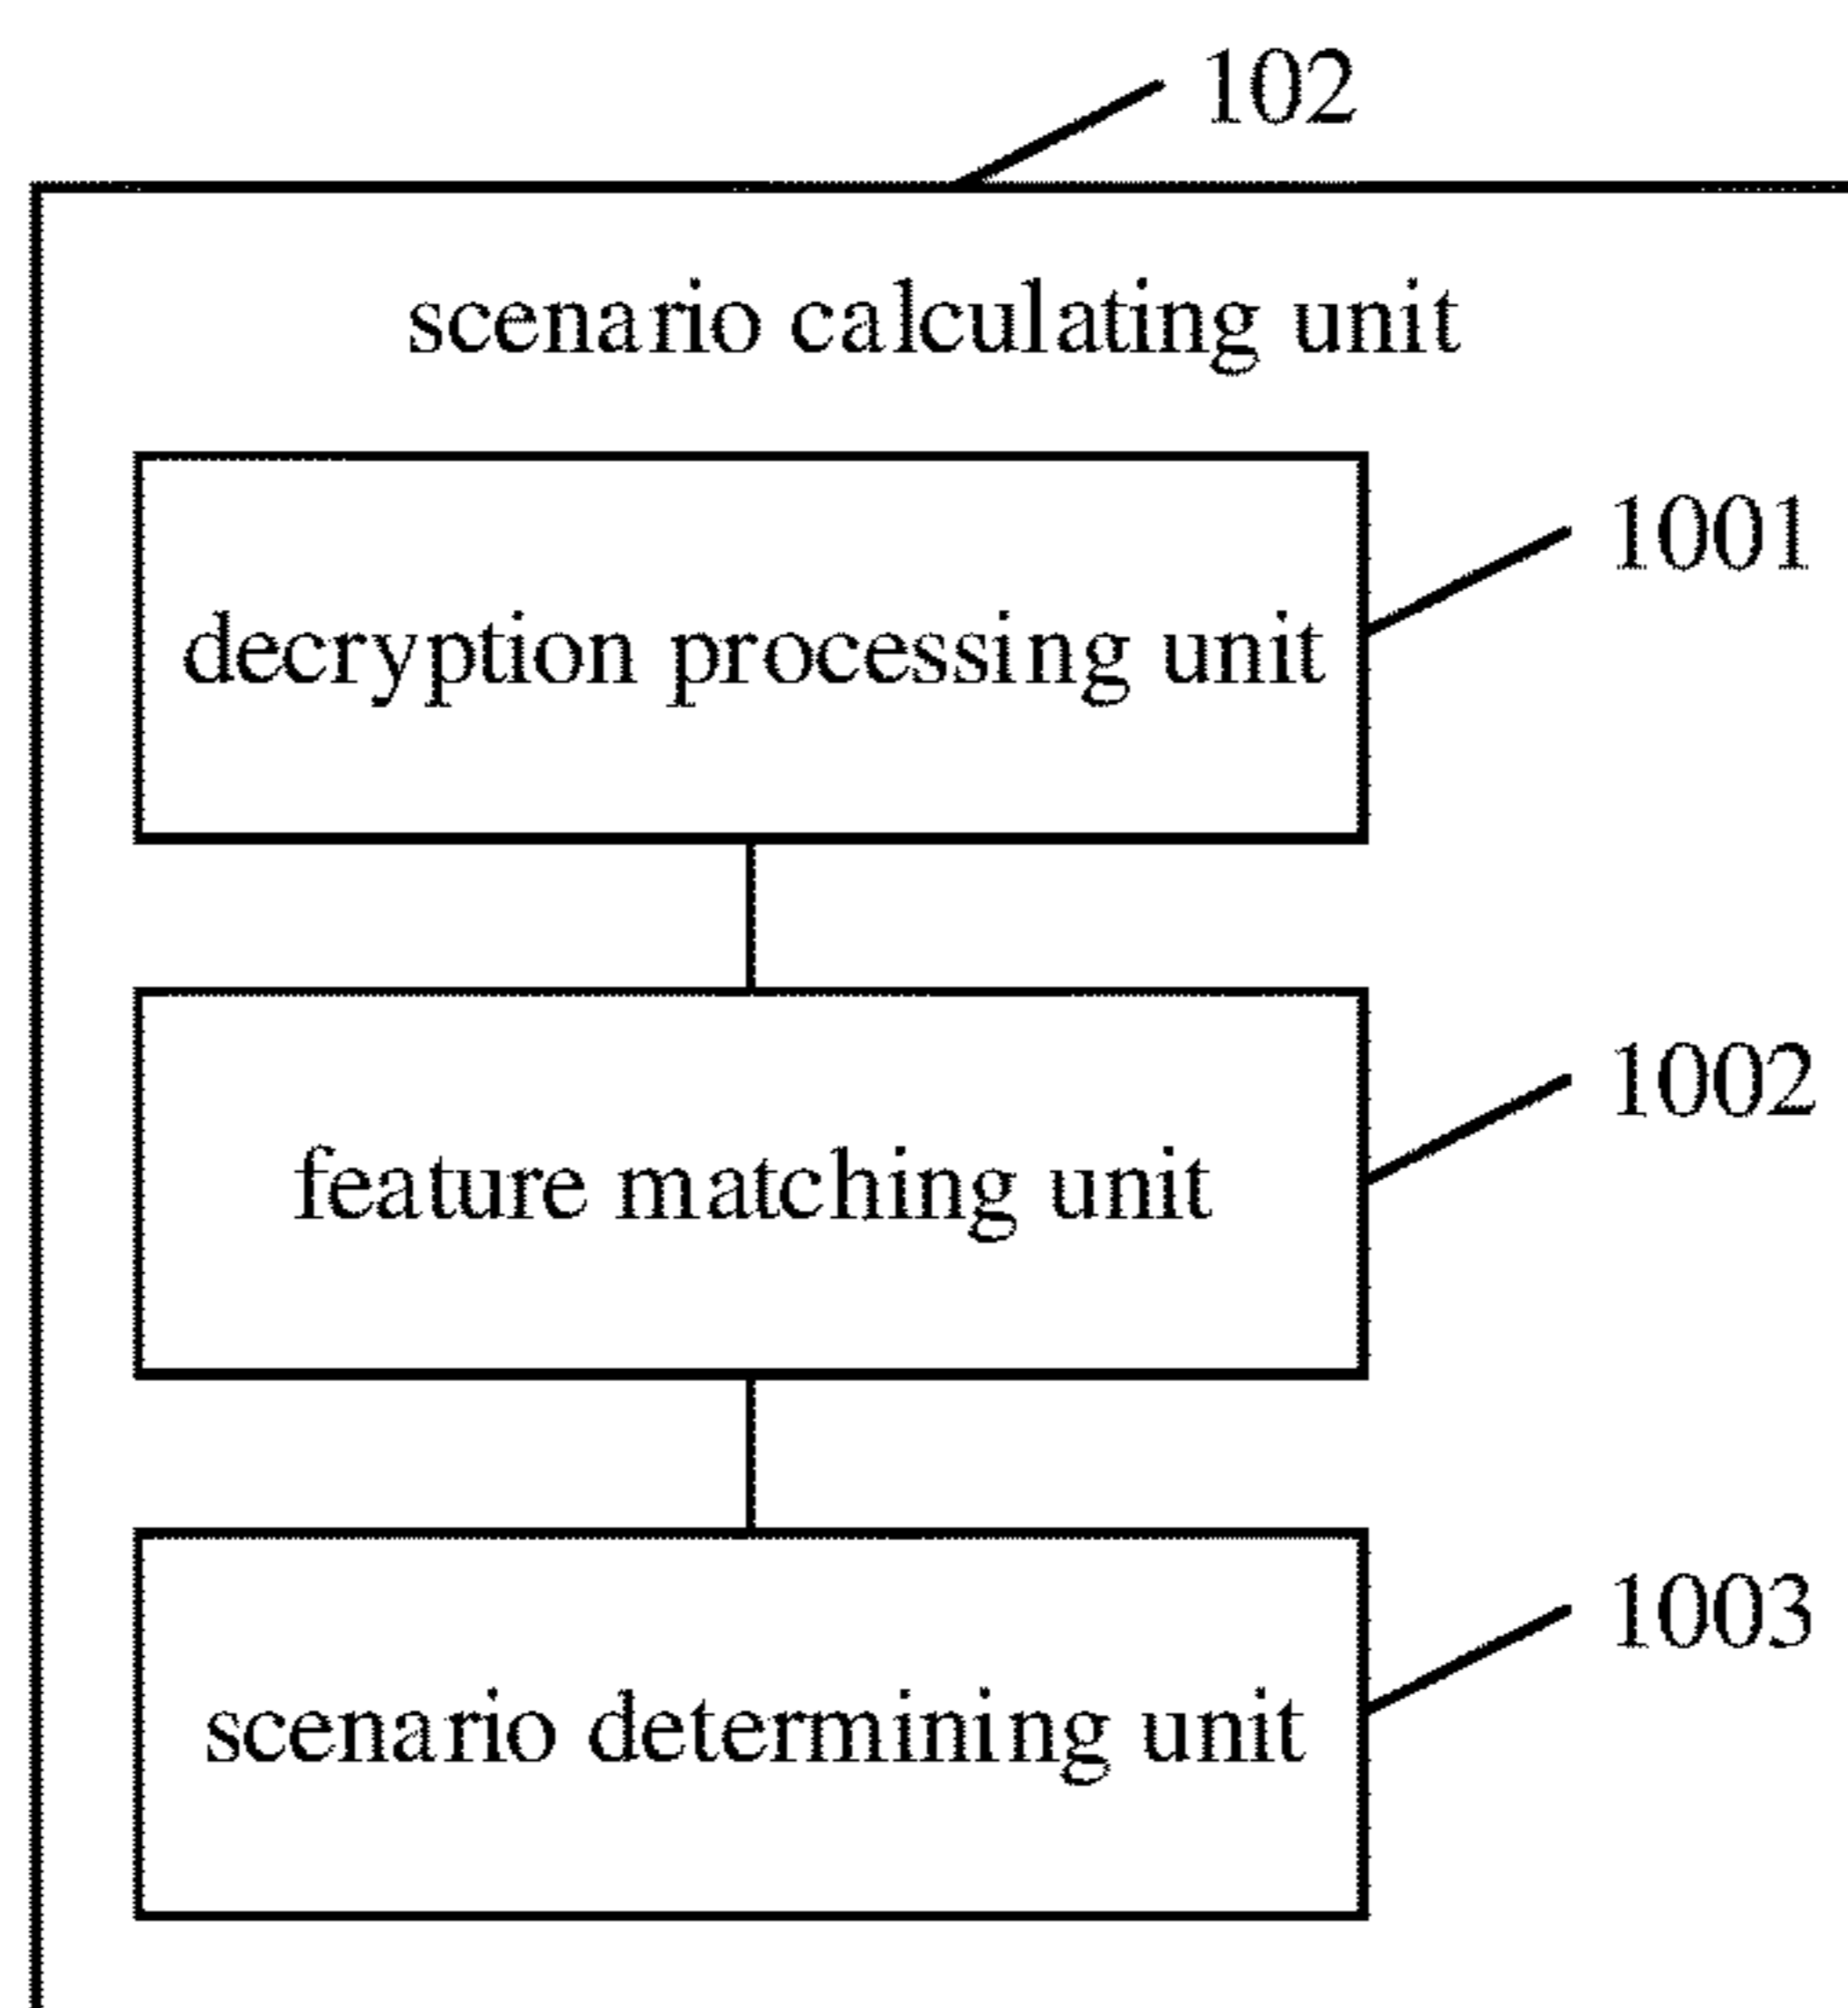 102
scenario calculating unit
1001
decryption processing unit
1002
feature matching unit
1003
scenario determining unit